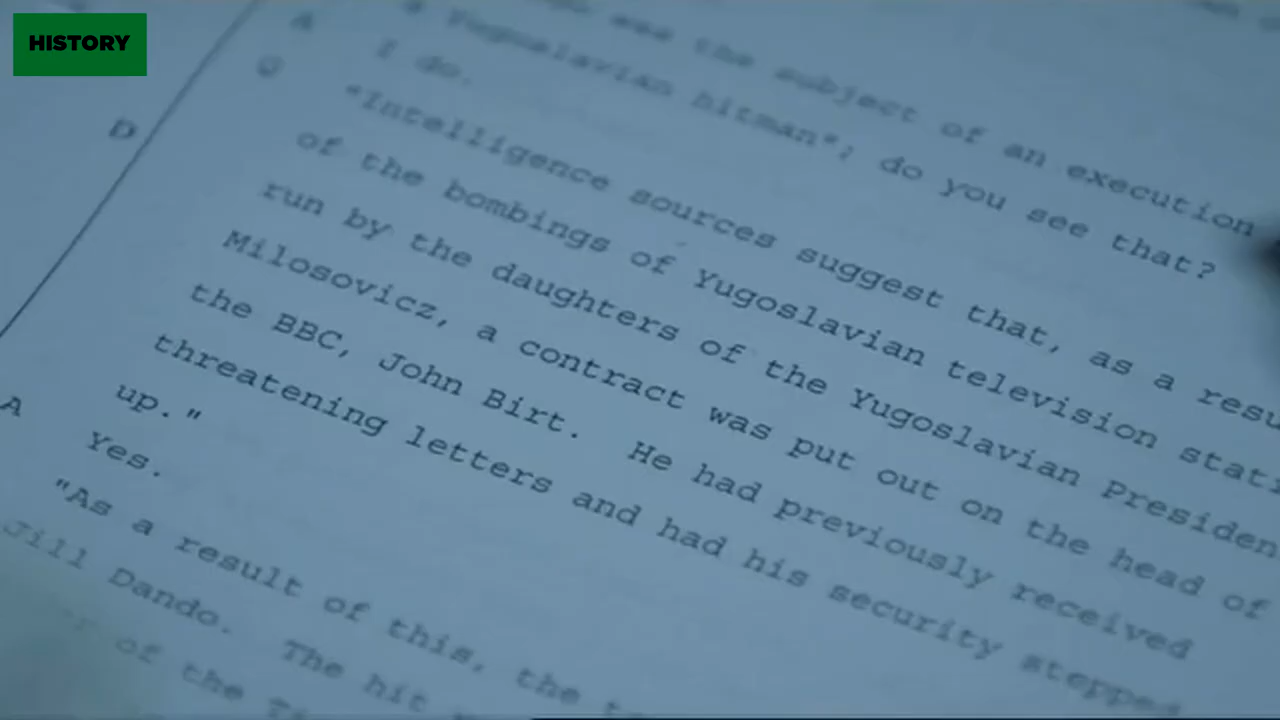 HISTORY
was the subject of an execution
A Yugoslavian hitman"; do you see that?
A I do.
Q "Intelligence sources suggest that, as a resu
of the bombings of Yugoslavian television stati
D run by the daughters of the Yugoslavian Presiden
Milosovicz, a contract was put out on the head of
the BBC, John Birt. He had previously received
threatening letters and had his security stepped
up."
A Yes.
"As a result of this, the
Jill Dando. The hit
of the